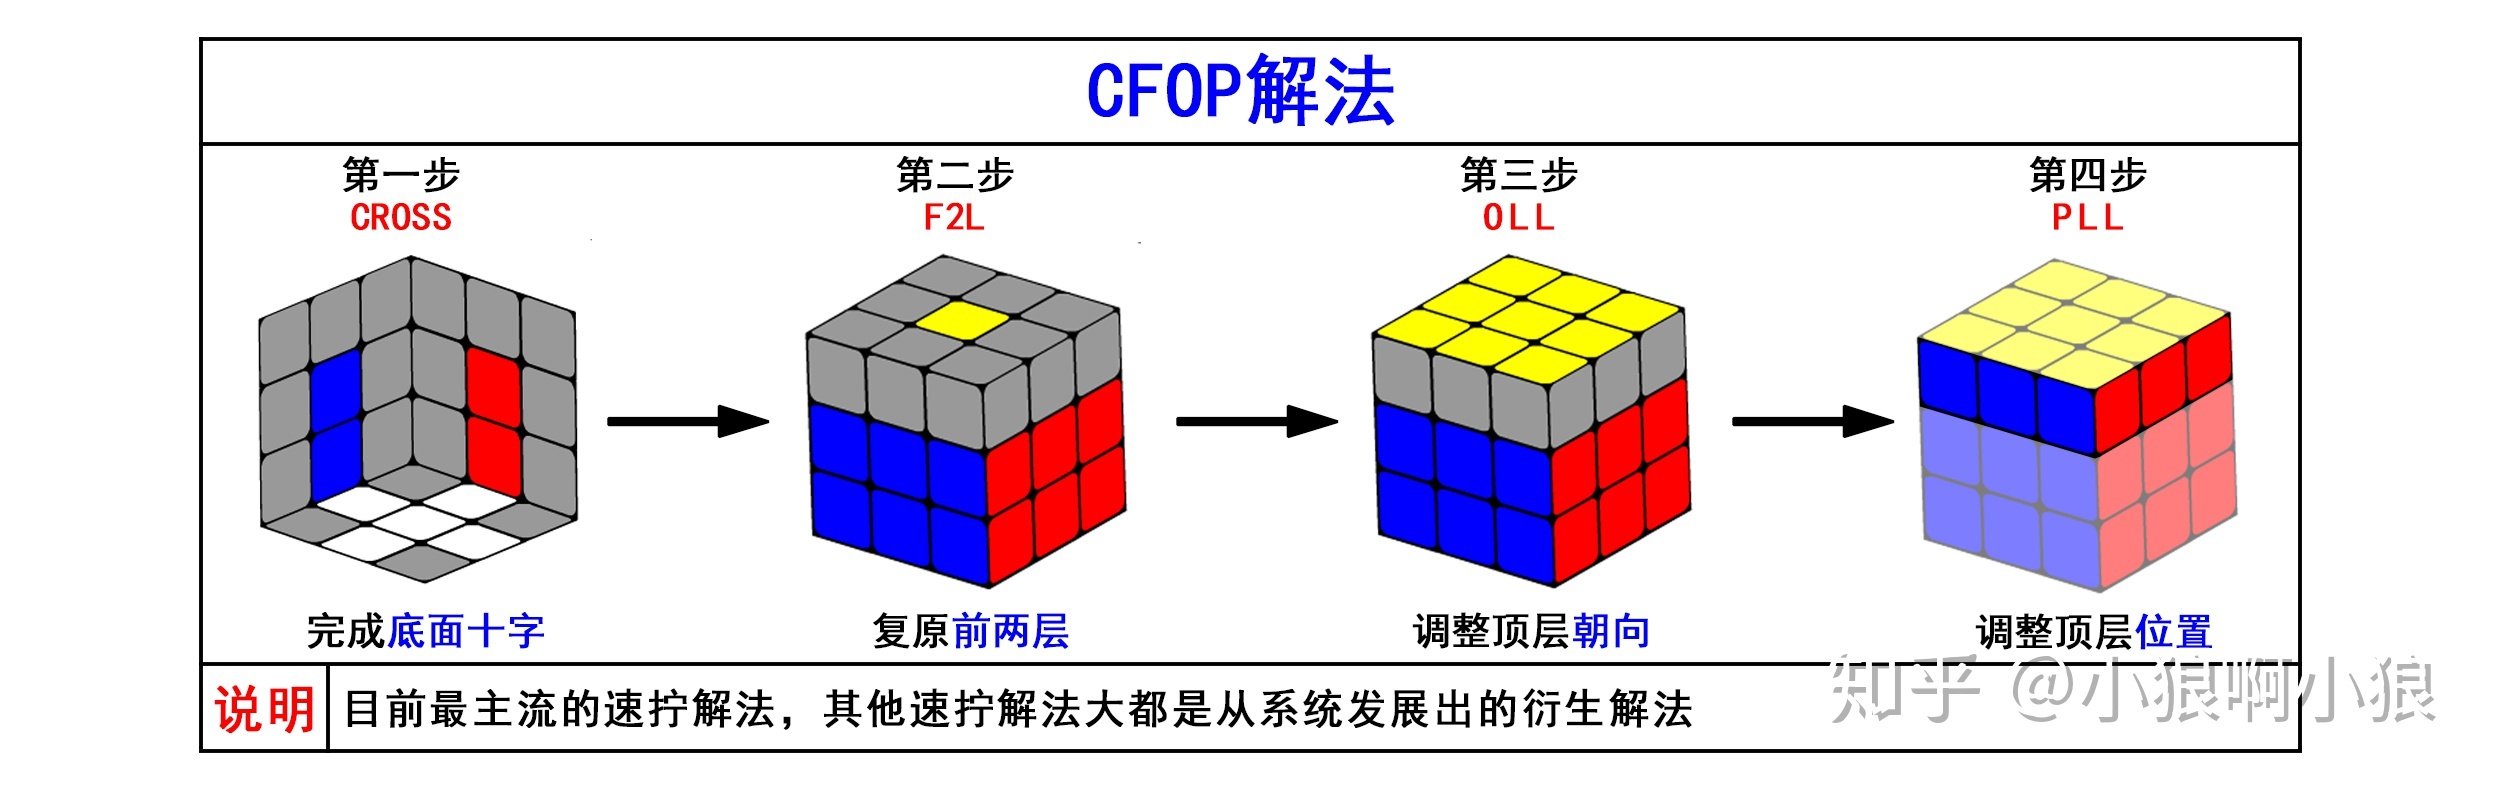 CFOP解法
第一步
CROSS
第二步
F2L
第三步
OLL
第四步
PLL
完成底面十字
复原前两层
调整顶层朝向
调整顶层位置
说明
目前最主流的速拧解法，其他速拧解法大都是从系统发展出的衍生解法
知乎 @小狼啊小狼